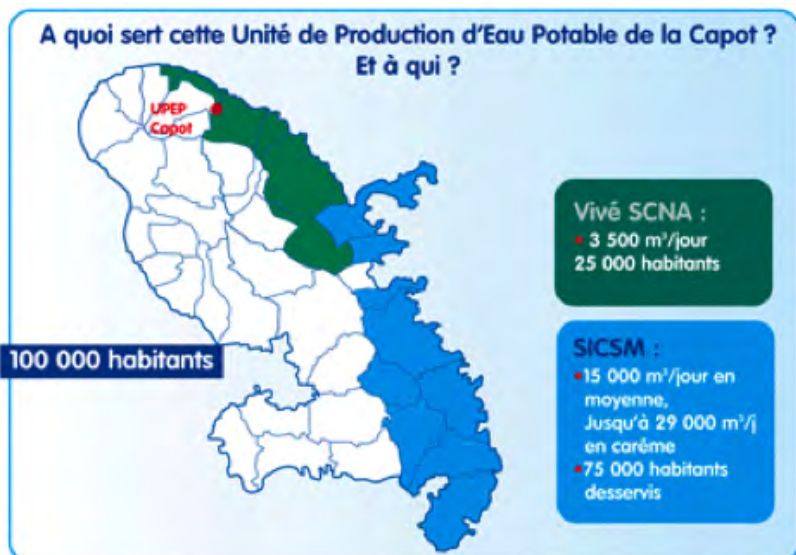 A quoi sert cette Unité de Production d'Eau Potable de la Capot ?
Et à qui ?
UPEP
Capot
Vivé SCNA :
• 3 500 m³/jour
25 000 habitants
100 000 habitants
SICSM :
•15 000 m³/jour en
moyenne,
Jusqu'à 29 000 m³/j
en carême
•75 000 habitants
desservis